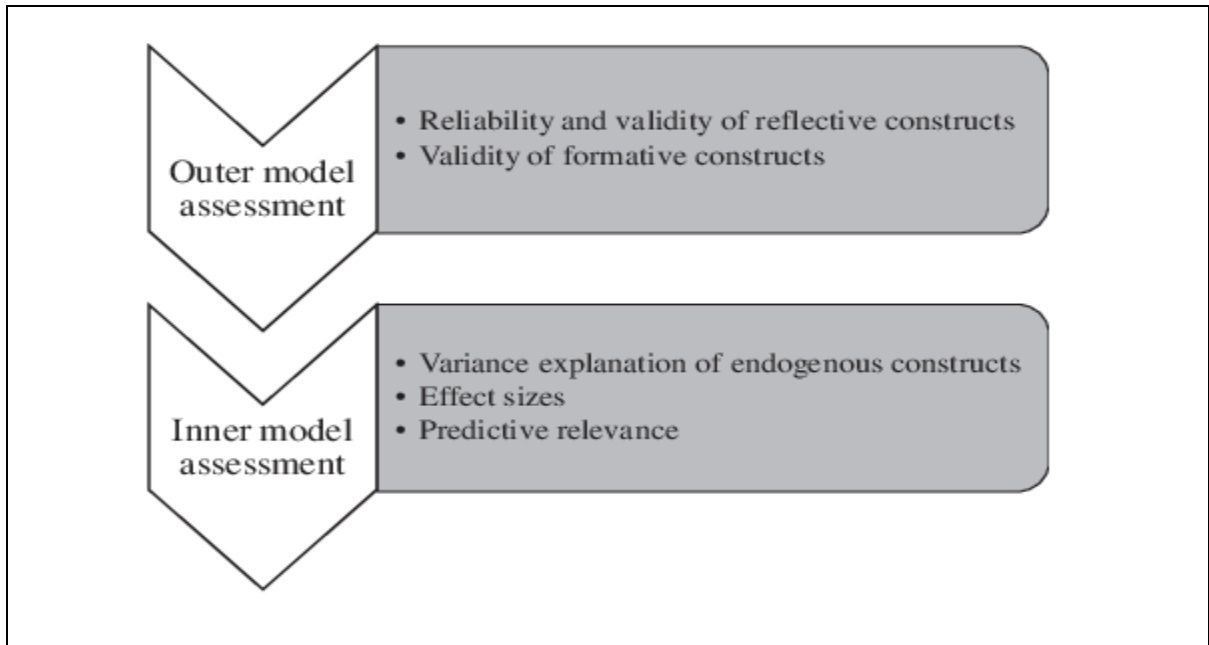 Outer model
assessment
• Reliability and validity of reflective constructs
• Validity of formative constructs
Inner model
assessment
• Variance explanation of endogenous constructs
• Effect sizes
• Predictive relevance